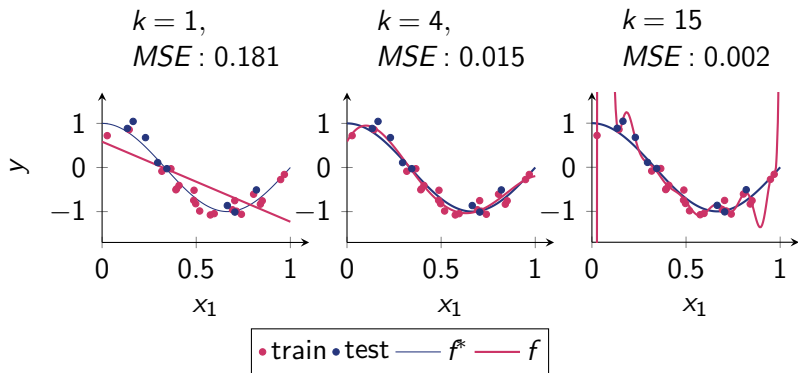 k = 1,
MSE : 0.181
k = 4,
MSE : 0.015
k = 15
MSE : 0.002
y
1
0
−1
0
0.5
1
x₁
1
0
−1
0
0.5
1
x₁
1
0
−1
0
0.5
1
x₁
train test f* f